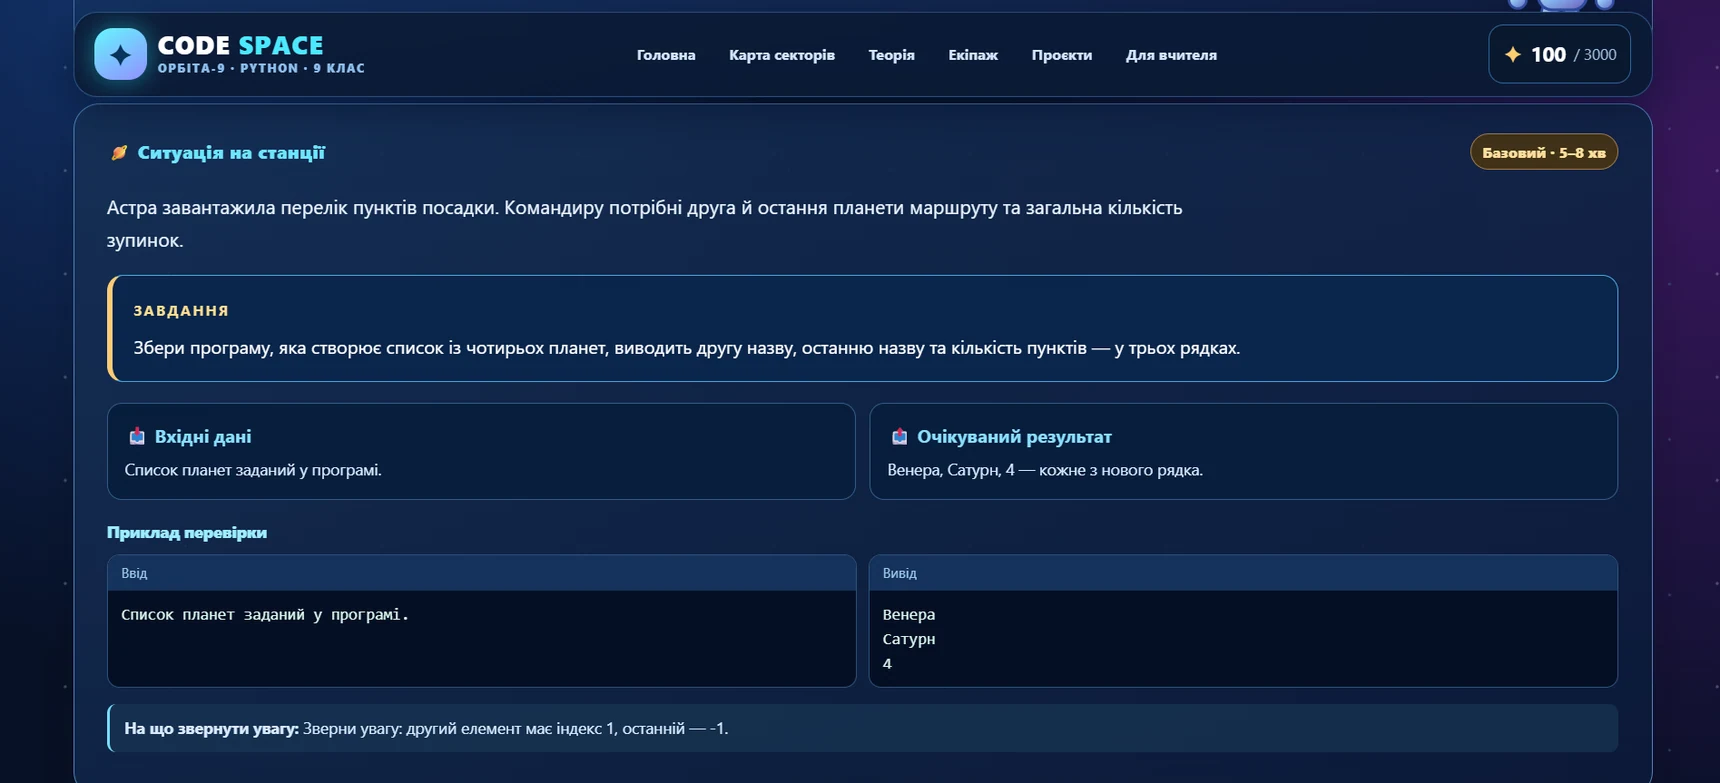 CODE SPACE
ОРБІТА-9 · PYTHON · 9 КЛАС
Головна
Карта секторів
Теорія
Екіпаж
Проєкти
Для вчителя
100 / 3000
Ситуація на станції
Базовий · 5–8 хв
Астра завантажила перелік пунктів посадки. Командиру потрібні друга й остання планети маршруту та загальна кількість
зупинок.
ЗАВДАННЯ
Збери програму, яка створює список із чотирьох планет, виводить другу назву, останню назву та кількість пунктів — у трьох рядках.
Вхідні дані
Список планет заданий у програмі.
Очікуваний результат
Венера, Сатурн, 4 — кожне з нового рядка.
Приклад перевірки
Ввід
Список планет заданий у програмі.
Вивід
Венера
Сатурн
4
На що звернути увагу: Зверни увагу: другий елемент має індекс 1, останній — -1.